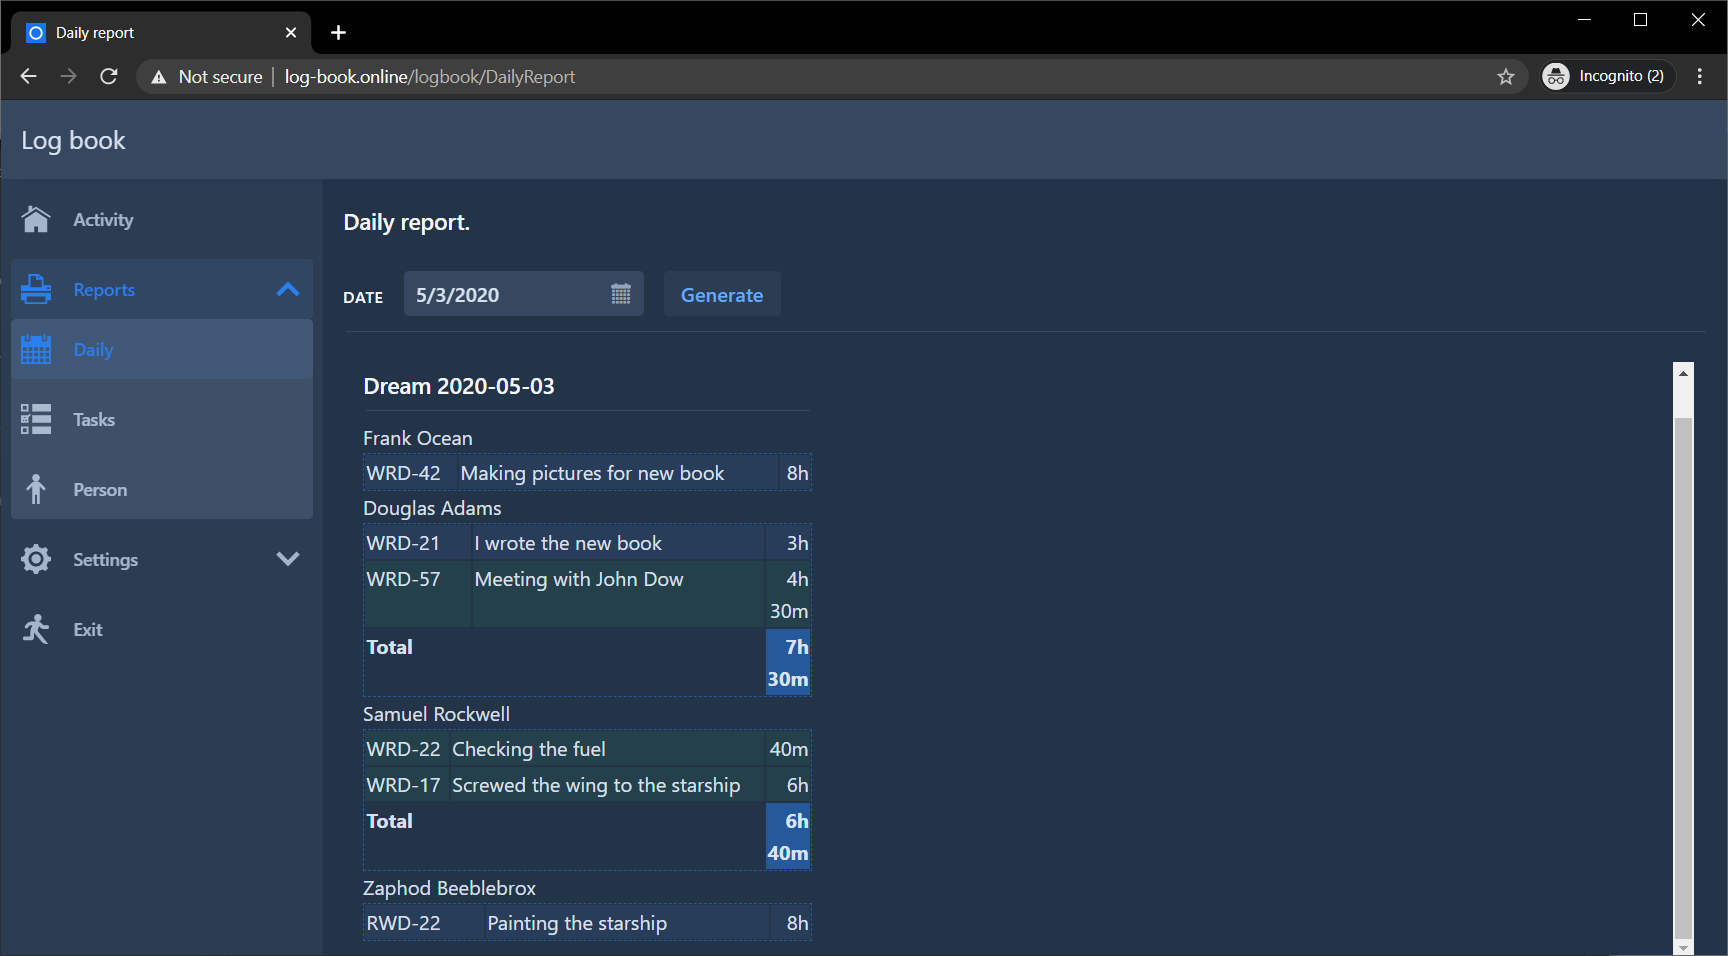 Daily report
Not secure log-book.online/logbook/DailyReport
Incognito (2)
Log book
Activity
Reports
Daily
Tasks
Person
Settings
Exit
Daily report.
DATE 5/3/2020 Generate
Dream 2020-05-03
Frank Ocean
WRD-42 Making pictures for new book 8h
Douglas Adams
WRD-21 I wrote the new book 3h
WRD-57 Meeting with John Dow 4h
30m
Total 7h
30m
Samuel Rockwell
WRD-22 Checking the fuel 40m
WRD-17 Screwed the wing to the starship 6h
Total 6h
40m
Zaphod Beeblebrox
RWD-22 Painting the starship 8h